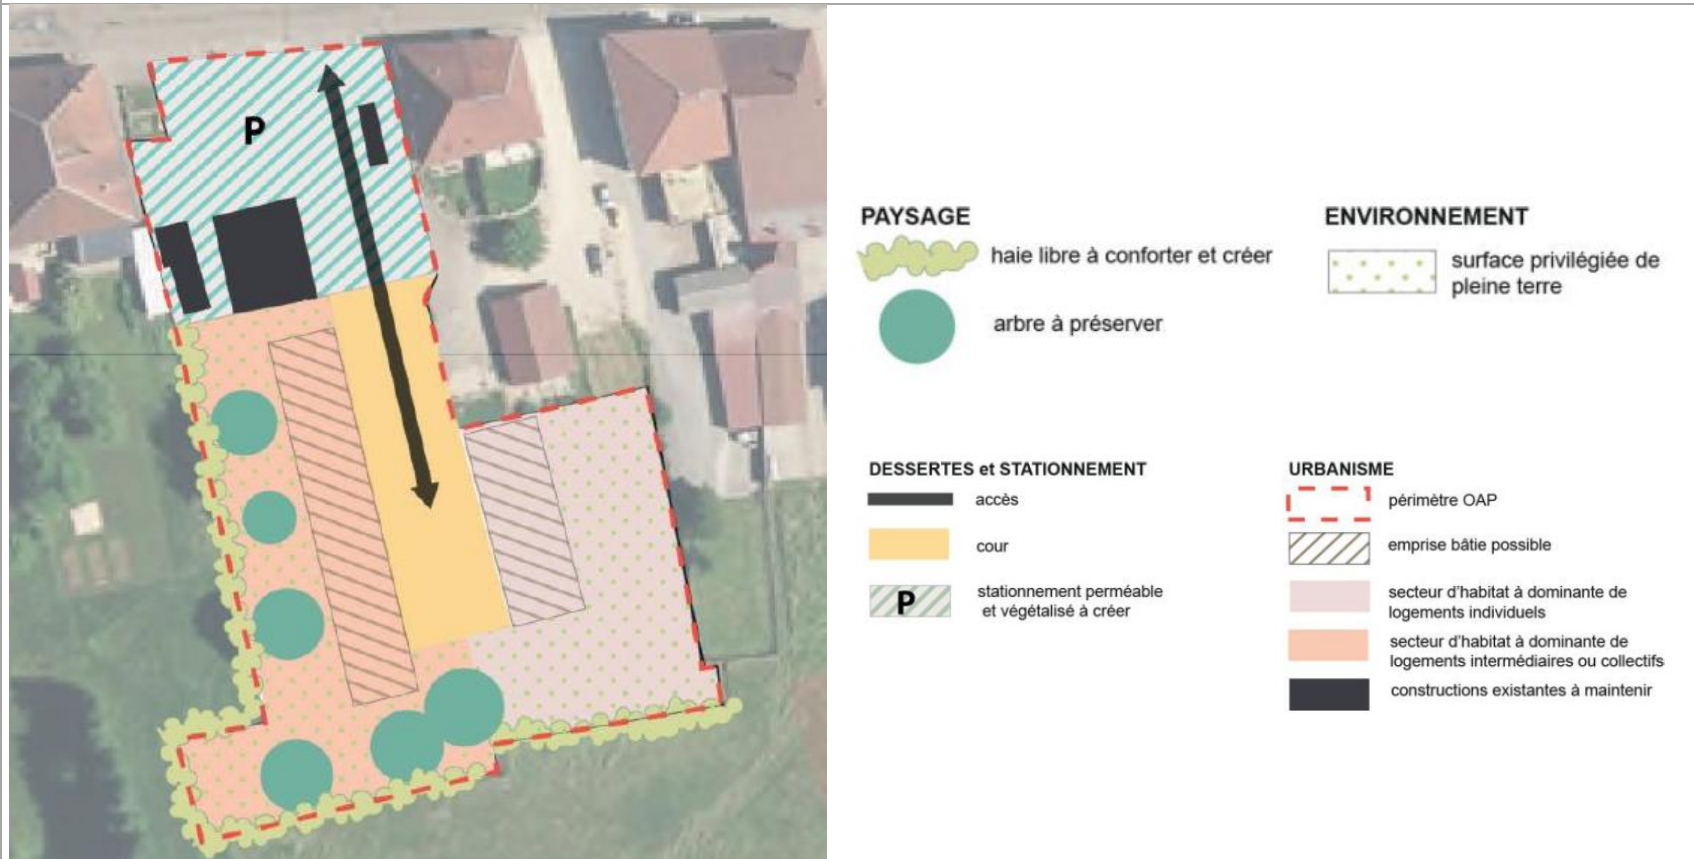 P
PAYSAGE
haie libre à conforter et créer
arbre à préserver
ENVIRONNEMENT
surface privilégiée de
pleine terre
DESSERTES et STATIONNEMENT
accès
cour
P
stationnement perméable
et végétalisé à créer
URBANISME
périmètre OAP
emprise bâtie possible
secteur d'habitat à dominante de
logements individuels
secteur d'habitat à dominante de
logements intermédiaires ou collectifs
constructions existantes à maintenir